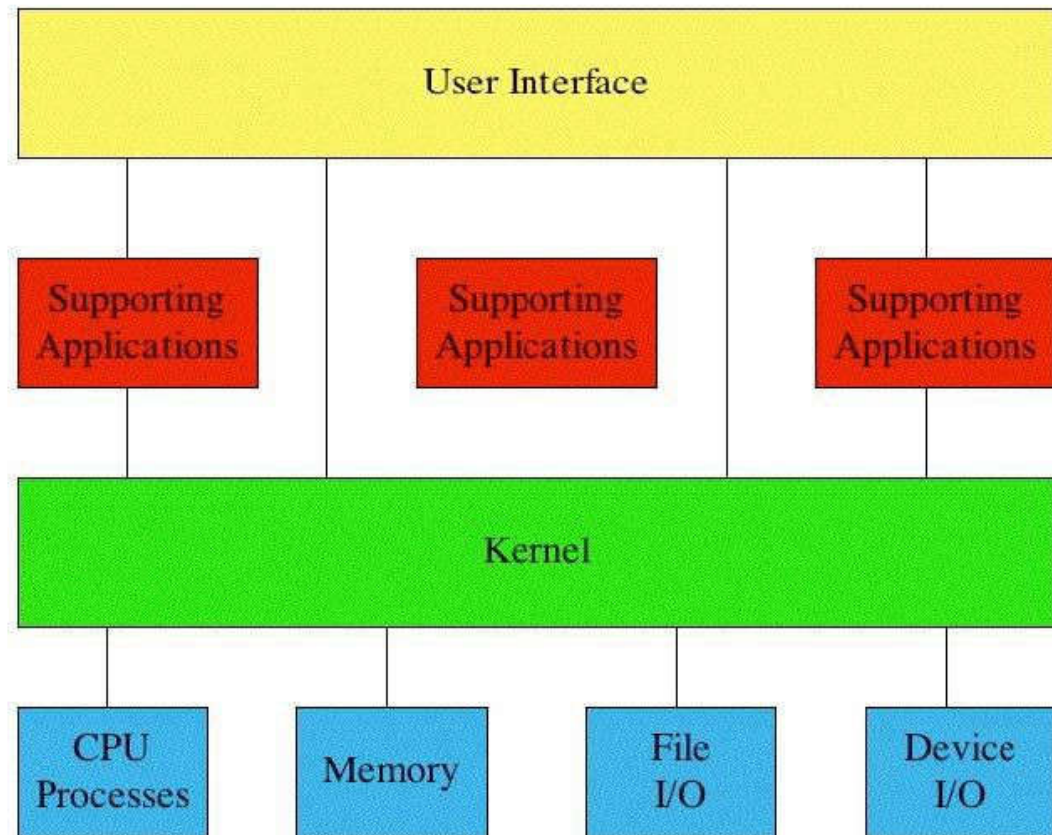 User Interface
Supporting
Applications
Supporting
Applications
Supporting
Applications
Kernel
CPU
Processes
Memory
File
I/O
Device
I/O